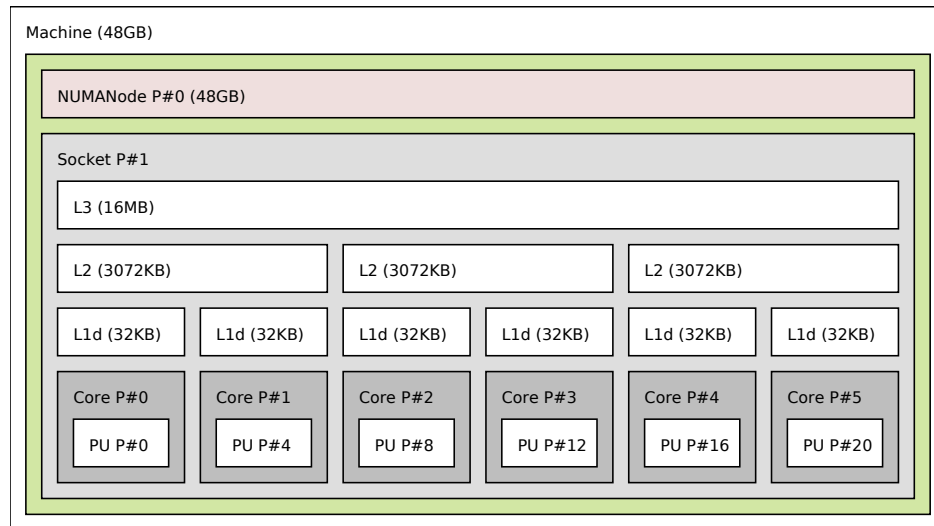 Machine (48GB)
NUMANode P#0 (48GB)
Socket P#1
L3 (16MB)
L2 (3072KB) L2 (3072KB) L2 (3072KB)
L1d (32KB) L1d (32KB) L1d (32KB) L1d (32KB) L1d (32KB) L1d (32KB)
Core P#0 Core P#1 Core P#2 Core P#3 Core P#4 Core P#5
PU P#0 PU P#4 PU P#8 PU P#12 PU P#16 PU P#20